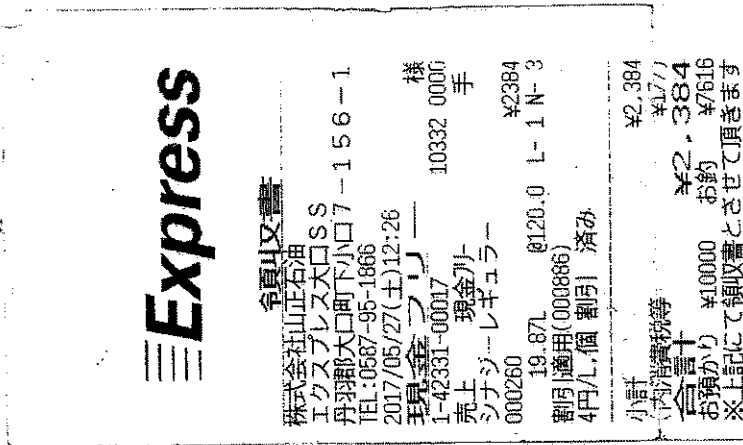 Express
領収書
株式会社山正石油
エクスプレス大口SS
丹羽郡大口町下小口7-156-1
TEL:0587-95-1866
2017/05/27(土)12:26
現金フリー 様
1-42331-00017 10332 0000
売上 現金フリー 手
シナジーレギュラー
000260 ¥2384
19.87L @120.0 L- 1 N- 3
割引適用(000886)
4円/L,個 割引 済み
小計 ¥2,384
(内消費税等 ¥177)
合計 ¥2,384
お預かり ¥10000 お釣 ¥7616
※上記にて領収書とさせて頂きます